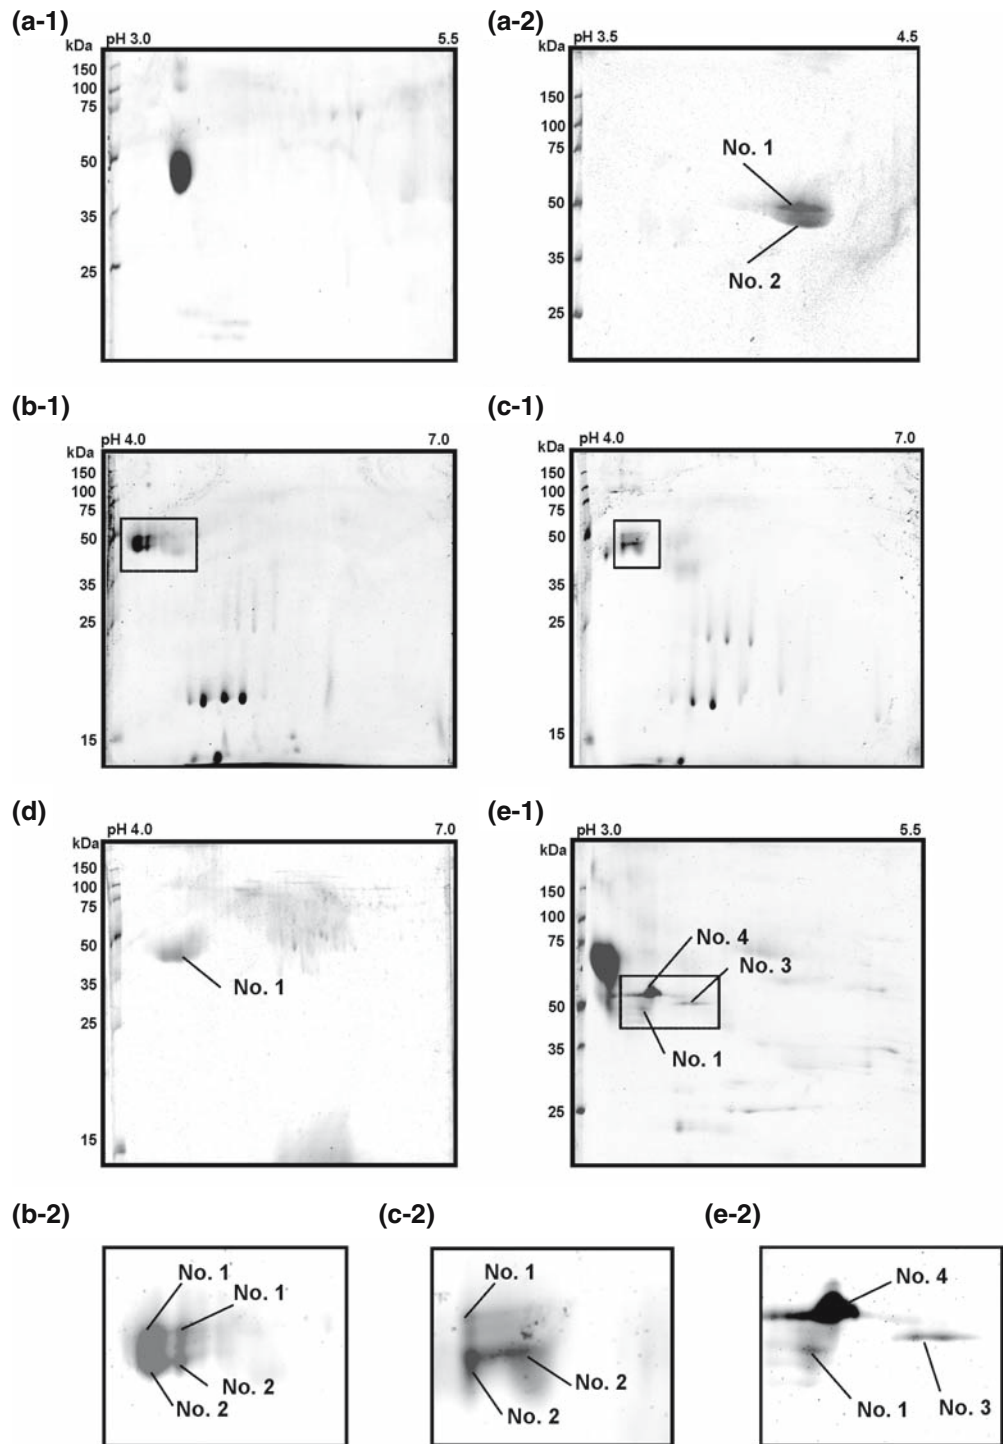 (a-1)
kDa
pH 3.0
5.5
150
100
75
50
35
25
(a-2)
kDa
pH 3.5
4.5
150
100
75
50
35
25
No. 1
No. 2
(b-1)
kDa
pH 4.0
7.0
150
100
75
50
35
25
15
(c-1)
kDa
pH 4.0
7.0
150
100
75
50
35
25
15
(d)
kDa
pH 4.0
7.0
150
100
75
50
35
25
15
No. 1
(e-1)
kDa
pH 3.0
5.5
150
100
75
50
35
25
No. 4
No. 3
No. 1
(b-2)
No. 1
No. 1
No. 2
No. 2
(c-2)
No. 1
No. 2
No. 2
(e-2)
No. 4
No. 1
No. 3